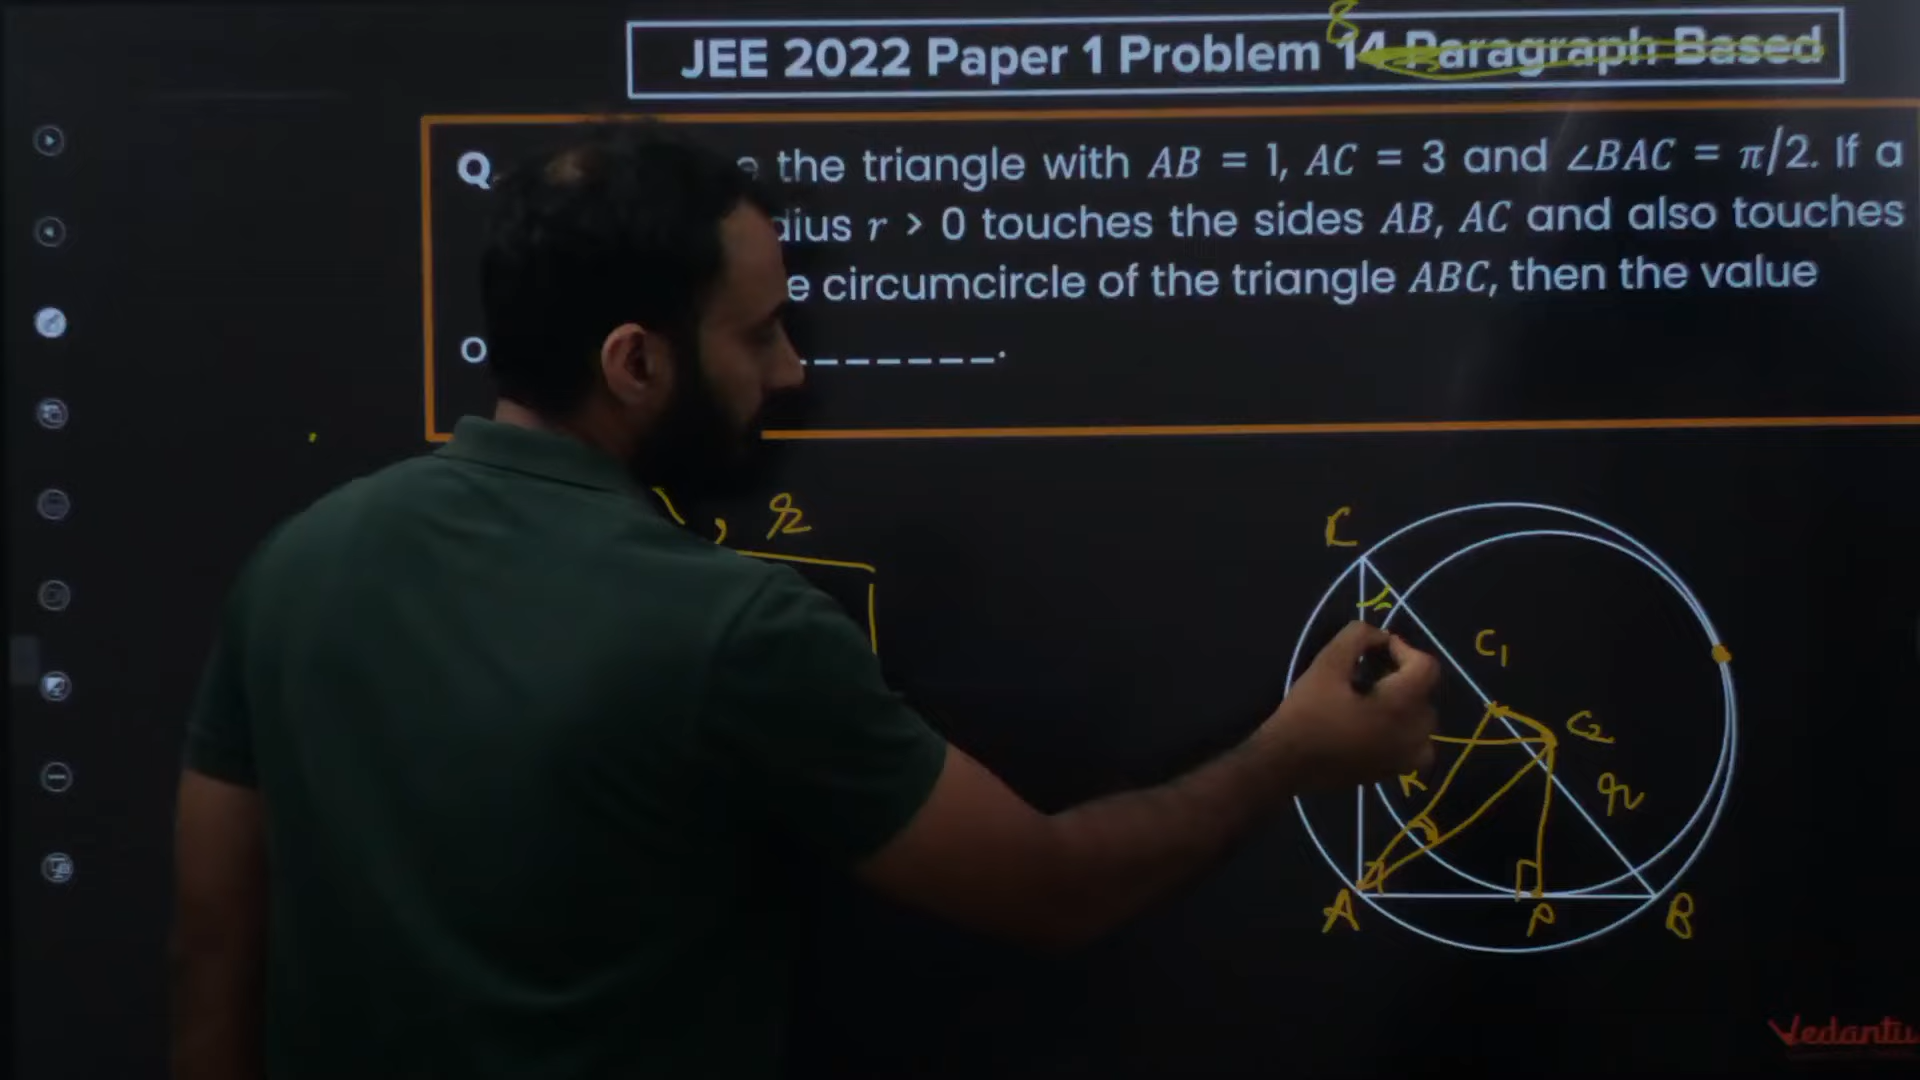 JEE 2022 Paper 1 Problem 14 Paragraph Based
8
Q. the triangle with AB = 1, AC = 3 and ∠BAC = π/2. If a
r > 0 touches the sides AB, AC and also touches
circumcircle of the triangle ABC, then the value
_______.
, r
C
C₁
C₂
r
A
P
B
Vedantu